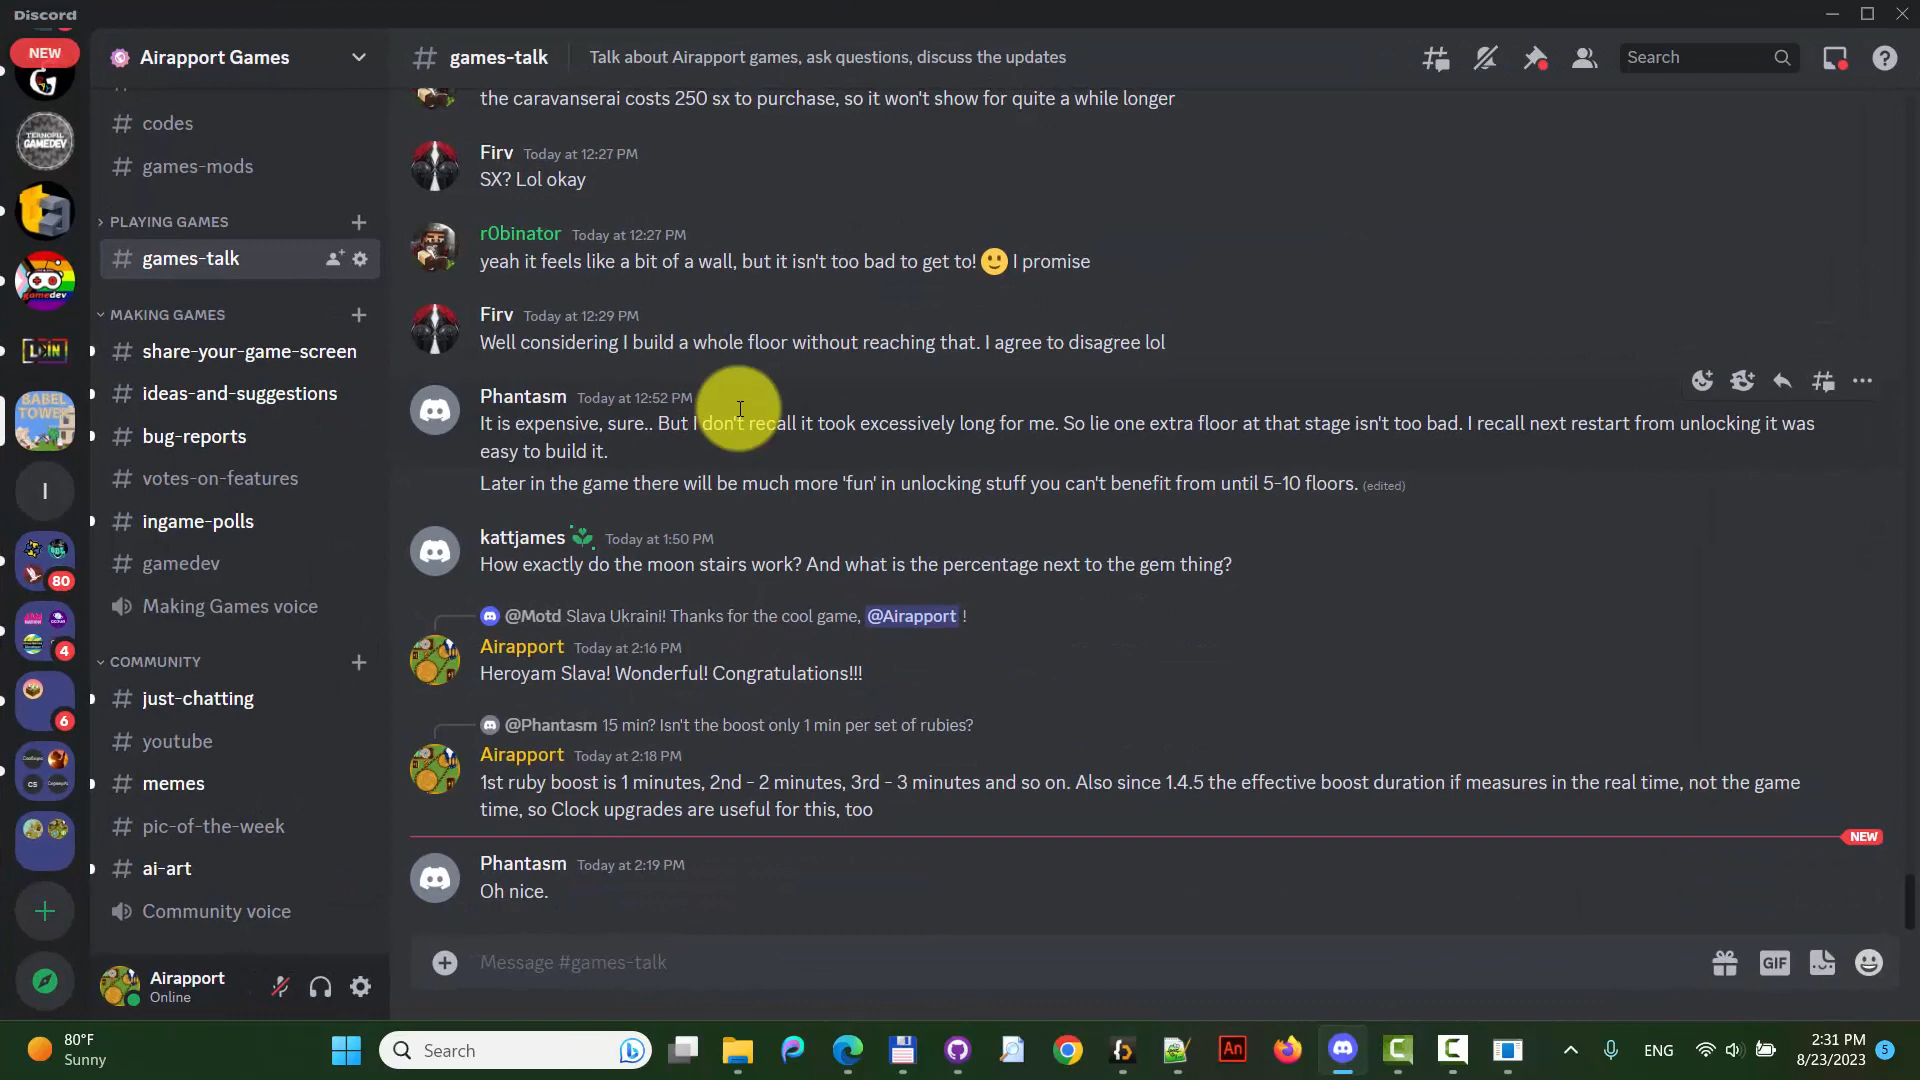 Discord
NEW
TERNOPIL
GAMEDEV
gamedev
BABEL
TOWER
I
80
4
6
CS
Airapport Games
codes
games-mods
PLAYING GAMES
games-talk
MAKING GAMES
share-your-game-screen
ideas-and-suggestions
bug-reports
votes-on-features
ingame-polls
gamedev
Making Games voice
COMMUNITY
just-chatting
youtube
memes
pic-of-the-week
ai-art
Community voice
Airapport
Online
games-talk
Talk about Airapport games, ask questions, discuss the updates
Search
the caravanserai costs 250 sx to purchase, so it won't show for quite a while longer
Firv Today at 12:27 PM
SX? Lol okay
r0binator Today at 12:27 PM
yeah it feels like a bit of a wall, but it isn't too bad to get to! 🙂 I promise
Firv Today at 12:29 PM
Well considering I build a whole floor without reaching that. I agree to disagree lol
Phantasm Today at 12:52 PM
It is expensive, sure.. But I don't recall it took excessively long for me. So lie one extra floor at that stage isn't too bad. I recall next restart from unlocking it was
easy to build it.
Later in the game there will be much more 'fun' in unlocking stuff you can't benefit from until 5-10 floors. (edited)
kattjames Today at 1:50 PM
How exactly do the moon stairs work? And what is the percentage next to the gem thing?
@Motd Slava Ukraini! Thanks for the cool game, @Airapport !
Airapport Today at 2:16 PM
Heroyam Slava! Wonderful! Congratulations!!!
@Phantasm 15 min? Isn't the boost only 1 min per set of rubies?
Airapport Today at 2:18 PM
1st ruby boost is 1 minutes, 2nd - 2 minutes, 3rd - 3 minutes and so on. Also since 1.4.5 the effective boost duration if measures in the real time, not the game
time, so Clock upgrades are useful for this, too
NEW
Phantasm Today at 2:19 PM
Oh nice.
Message #games-talk
GIF
80°F
Sunny
Search
An
ENG
2:31 PM
8/23/2023
5